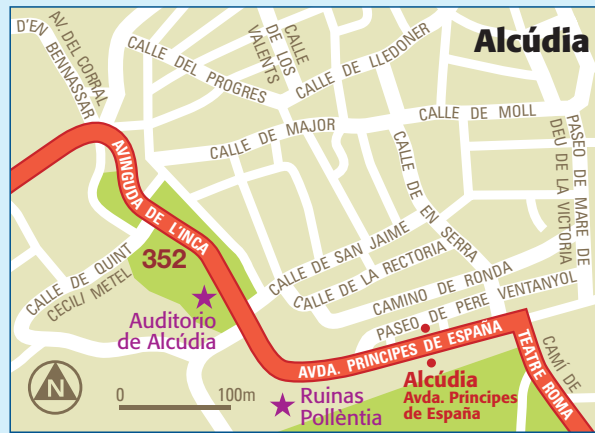 Alcúdia
D'EN BENNASSAR
AV. DEL CORRAL
CALLE DEL PROGRES
CALLE
DE LOS
VALENTS
CALLE DE LLEDONER
CALLE DE MAJOR
CALLE DE MOLL
PASEO DE MARE DE
DEU DE LA VICTORIA
AVINGUDA DE L'INCA
352
CALLE DE QUINT
CECILI METEL
CALLE DE EN SERRA
CALLE DE SAN JAIME
CALLE DE LA RECTORIA
CAMINO DE RONDA
PASEO DE PERE VENTANYOL
Auditorio
de Alcúdia
AVDA. PRINCIPES DE ESPAÑA
CAMÍ DE
TEATRE ROMA
Alcúdia
Avda. Principes
de España
N
0 100m
Ruinas
Pollèntia